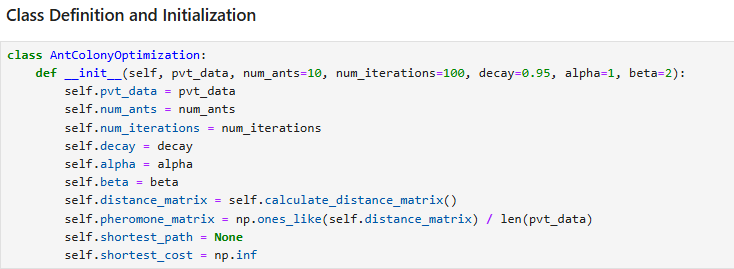 Class Definition and Initialization
class AntColonyOptimization:
    def __init__(self, pvt_data, num_ants=10, num_iterations=100, decay=0.95, alpha=1, beta=2):
        self.pvt_data = pvt_data
        self.num_ants = num_ants
        self.num_iterations = num_iterations
        self.decay = decay
        self.alpha = alpha
        self.beta = beta
        self.distance_matrix = self.calculate_distance_matrix()
        self.pheromone_matrix = np.ones_like(self.distance_matrix) / len(pvt_data)
        self.shortest_path = None
        self.shortest_cost = np.inf